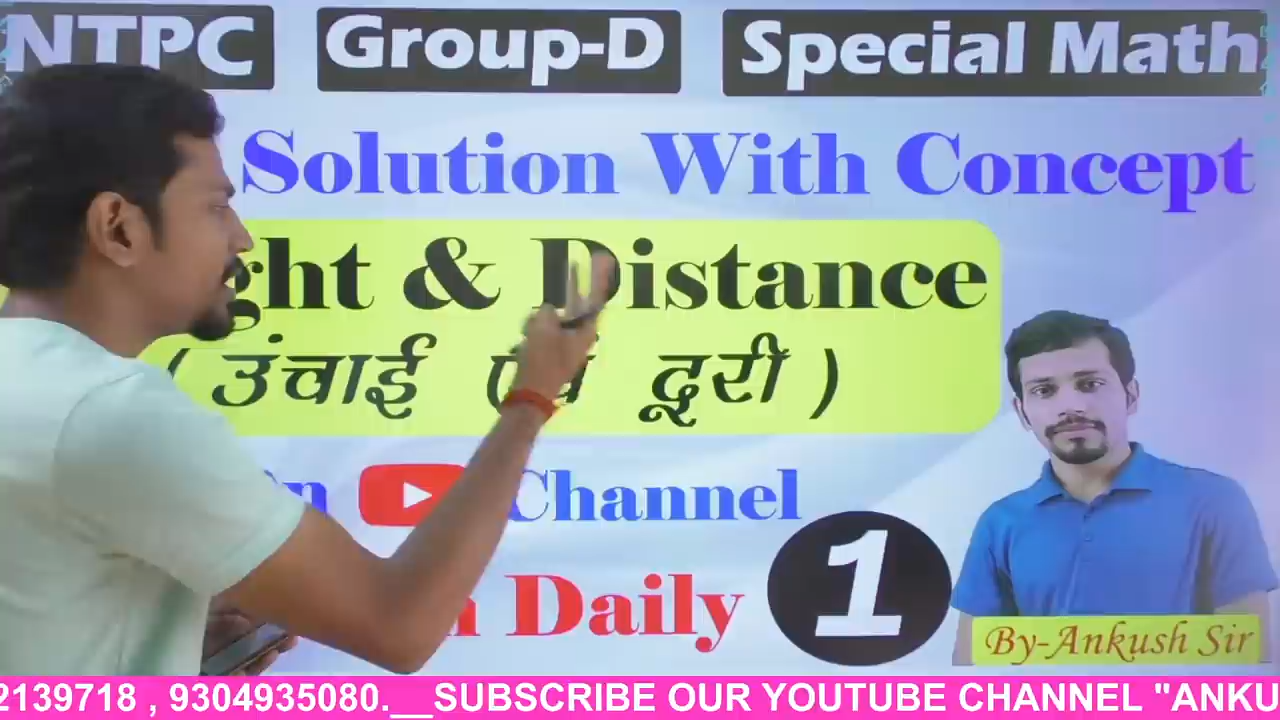 NTPC Group-D Special Math
Solution With Concept
& Distance
( उंचाई एवं दूरी )
Channel
Daily 1
By-Ankush Sir
2139718 , 9304935080.__SUBSCRIBE OUR YOUTUBE CHANNEL "ANKU